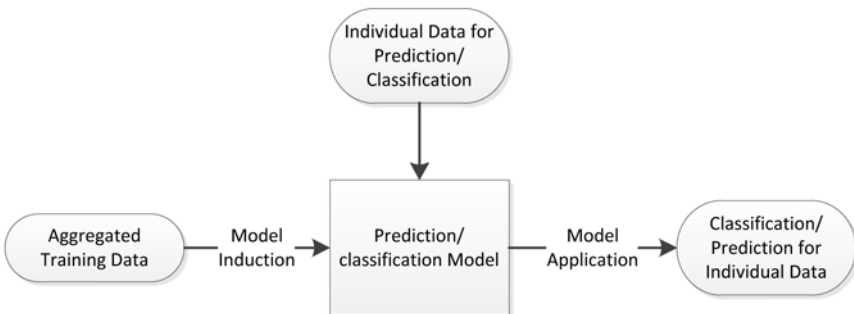 Individual Data for
Prediction/
Classification
Aggregated
Training Data
Model
Induction
Prediction/
classification Model
Model
Application
Classification/
Prediction for
Individual Data